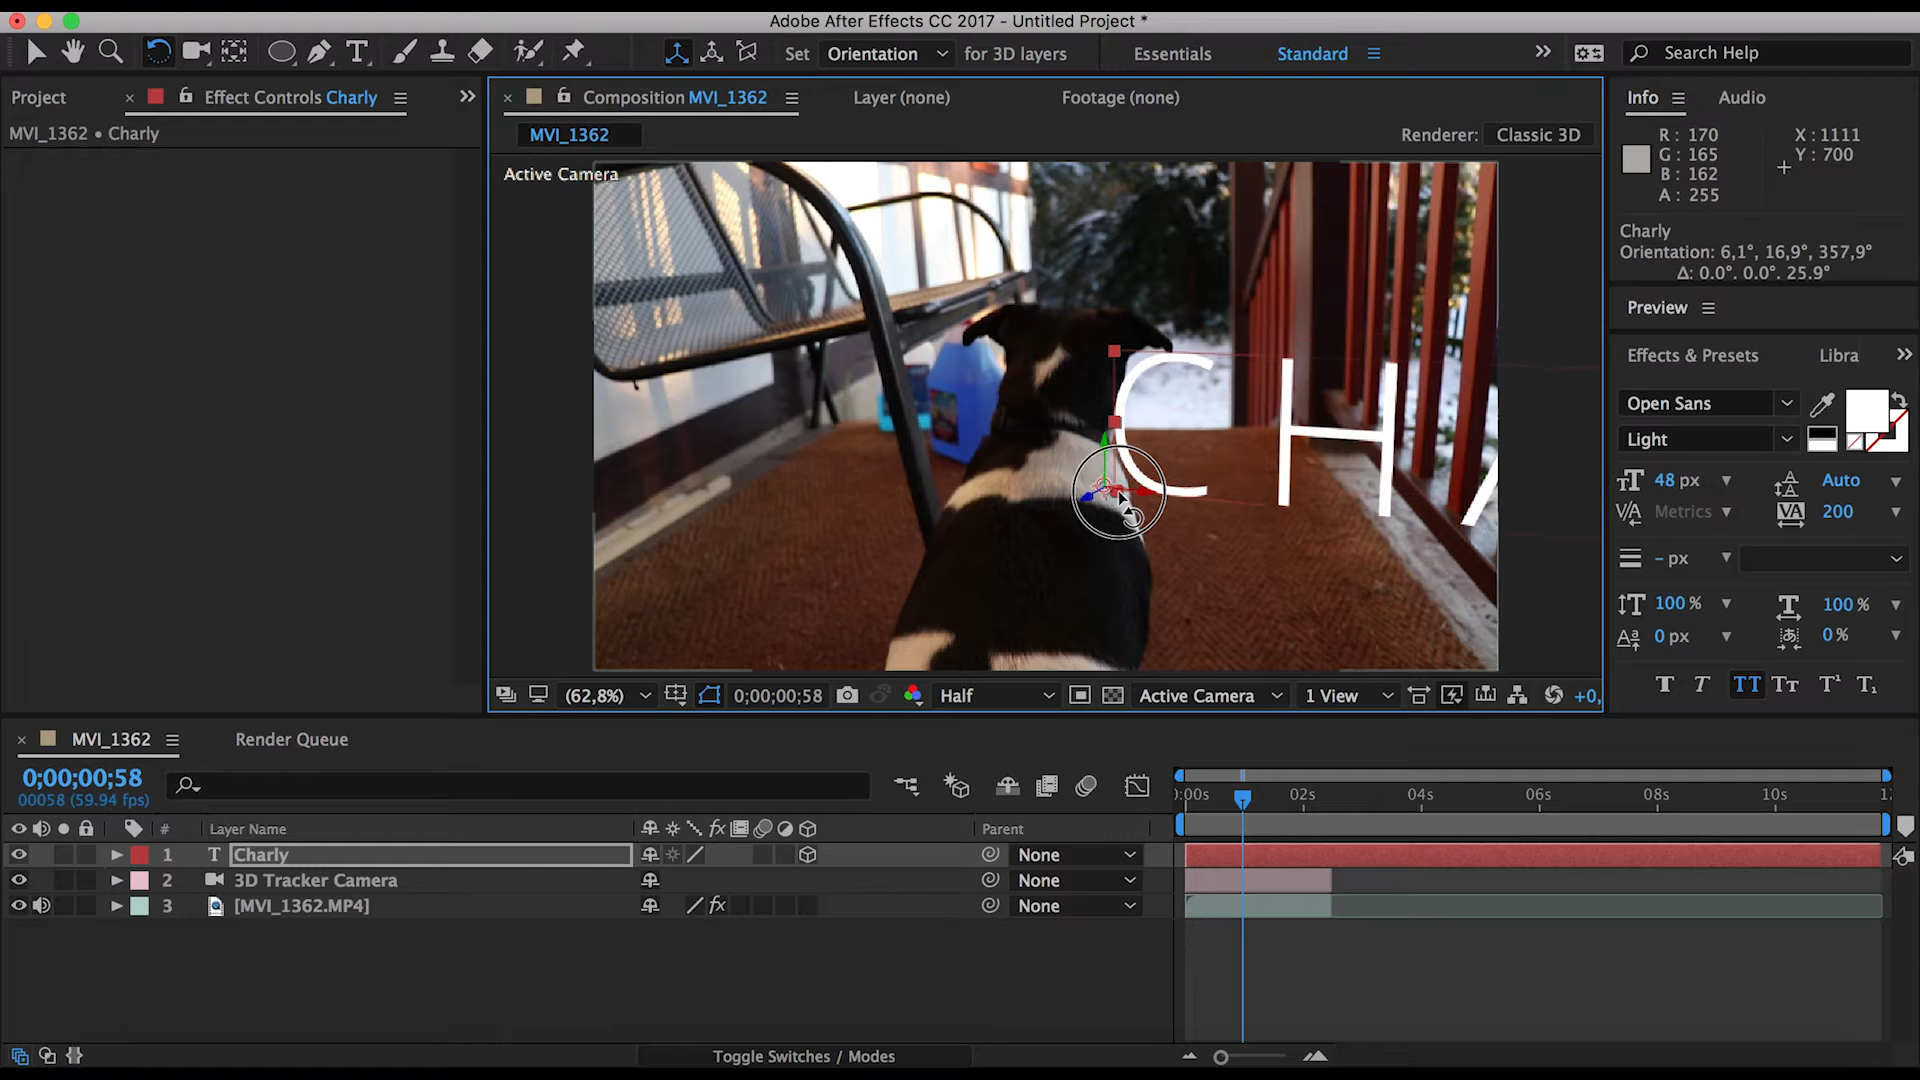 Adobe After Effects CC 2017 - Untitled Project *
Set Orientation for 3D layers
Essentials
Standard
Search Help
Project
× Effect Controls Charly
MVI_1362 • Charly
× Composition MVI_1362
Layer (none)
Footage (none)
MVI_1362
Renderer: Classic 3D
Active Camera
CH
Info
Audio
R : 170
G : 165
B : 162
A : 255
X : 1111
Y : 700
Charly
Orientation: 6,1°, 16,9°, 357,9°
Δ: 0.0°, 0.0°, 25.9°
Preview
Effects & Presets
Libra
Open Sans
Light
48 px
Auto
Metrics
200
– px
100 %
100 %
0 px
0 %
(62,8%)
0;00;00;58
Half
Active Camera
1 View
+0,
× MVI_1362
Render Queue
0;00;00;58
00058 (59.94 fps)
):00s
02s
04s
06s
08s
10s
#
Layer Name
Parent
1 T Charly
None
2 3D Tracker Camera
None
3 [MVI_1362.MP4]
None
Toggle Switches / Modes